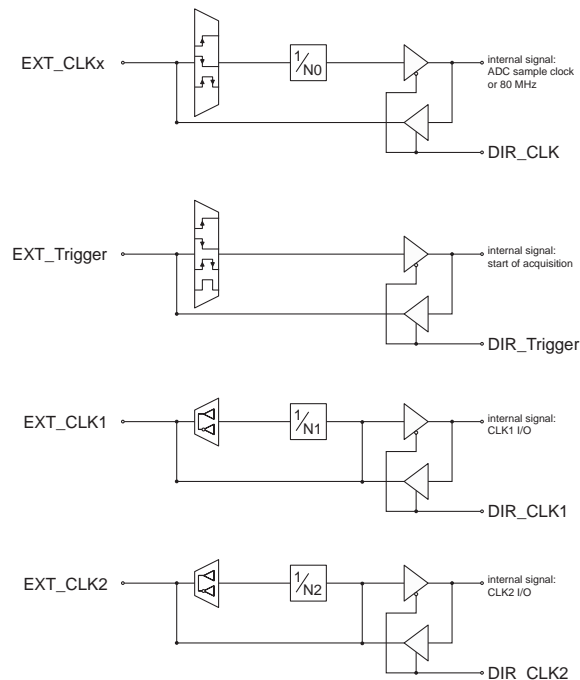 EXT_CLKx
1/N0
internal signal:
ADC sample clock
or 80 MHz
DIR_CLK
EXT_Trigger
internal signal:
start of acquisition
DIR_Trigger
EXT_CLK1
1/N1
internal signal:
CLK1 I/O
DIR_CLK1
EXT_CLK2
1/N2
internal signal:
CLK2 I/O
DIR_CLK2